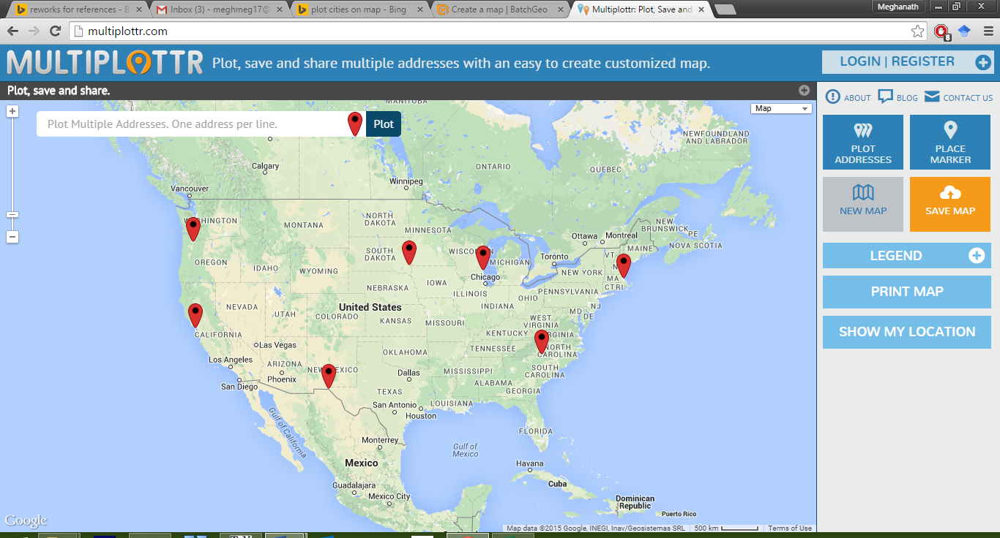 reworks for references - B
Inbox (3) - meghmeg17@
plot cities on map - Bing
Create a map | BatchGeo
Multiplottr: Plot, Save and
Meghanath
multiplottr.com
8
MULTIPLOTTR
Plot, save and share multiple addresses with an easy to create customized map.
LOGIN | REGISTER
Plot, save and share.
ABOUT
BLOG
CONTACT US
Plot Multiple Addresses. One address per line.
Plot
Map
PLOT
ADDRESSES
PLACE
MARKER
NEW MAP
SAVE MAP
LEGEND
PRINT MAP
SHOW MY LOCATION
MANITOBA
NEWFOUNDLAND
AND LABRADOR
Calgary
ONTARIO
QUEBEC
Winnipeg
Vancouver
WASHINGTON
MONTANA
NORTH
DAKOTA
MINNESOTA
NEW
BRUNSWICK
PE
NOVA SCOTIA
Ottawa
Montreal
MAINE
SOUTH
DAKOTA
WISCONSIN
MICHIGAN
Toronto
VT
NEW YORK
OREGON
IDAHO
WYOMING
Chicago
MA
CT RI
NEBRASKA
IOWA
ILLINOIS
INDIANA
OHIO
PENNSYLVANIA
NJ
MD
DE
NEVADA
UTAH
United States
COLORADO
KANSAS
MISSOURI
WEST
VIRGINIA
KENTUCKY
VIRGINIA
CALIFORNIA
Las Vegas
TENNESSEE
NORTH
CAROLINA
OKLAHOMA
Los Angeles
ARIZONA
Phoenix
NEW MEXICO
Dallas
MISSISSIPPI
SOUTH
CAROLINA
San Diego
ALABAMA
GEORGIA
TEXAS
San Antonio
LOUISIANA
Houston
Gulf of California
FLORIDA
Monterrey
Gulf of
Mexico
Mexico
Havana
Cuba
Guadalajara
Mexico City
Dominican
Republic
Puerto Rico
Google
Map data ©2015 Google, INEGI, Inav/Geosistemas SRL
500 km
Terms of Use